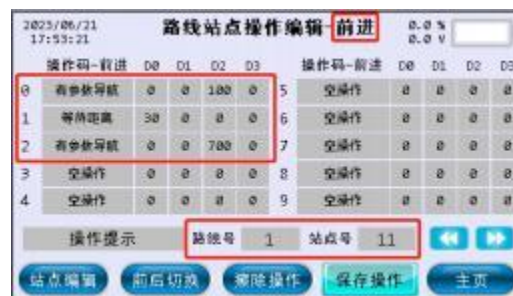 2023/06/21 路线站点操作编辑-前进 0.0 %
17:53:21 0.0 V
操作码-前进 D0 D1 D2 D3 操作码-前进 D0 D1 D2 D3
0 有参数导航 0 0 100 0 5 空操作 0 0 0 0
1 等待距离 30 0 0 0 6 空操作 0 0 0 0
2 有参数导航 0 0 700 0 7 空操作 0 0 0 0
3 空操作 0 0 0 0 8 空操作 0 0 0 0
4 空操作 0 0 0 0 9 空操作 0 0 0 0
操作提示 路线号 1 站点号 11
站点编辑 前后切换 擦除操作 保存操作 主页